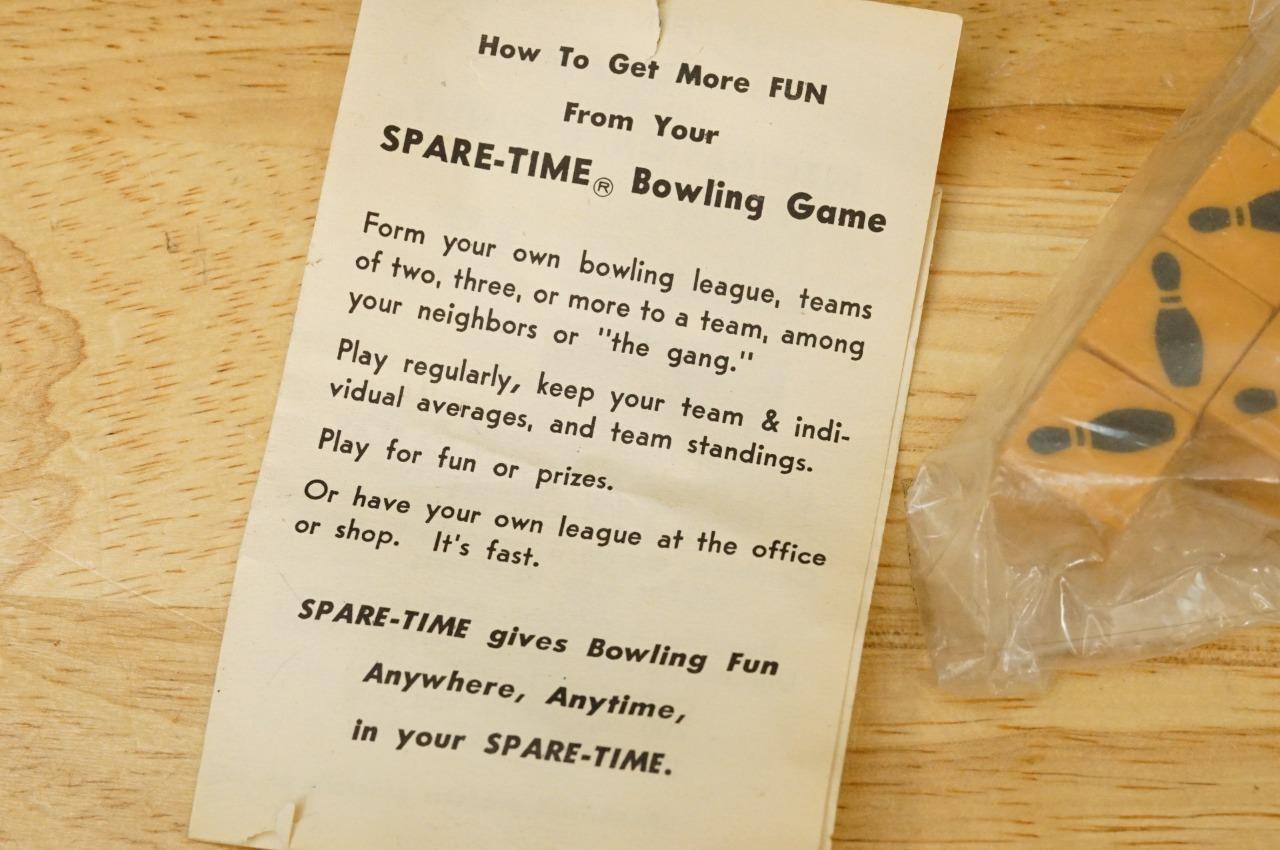 How To Get More FUN
From Your
SPARE-TIME® Bowling Game
Form your own bowling league, teams
of two, three, or more to a team, among
your neighbors or "the gang."
Play regularly, keep your team & indi-
vidual averages, and team standings.
Play for fun or prizes.
Or have your own league at the office
or shop. It's fast.
SPARE-TIME gives Bowling Fun
Anywhere, Anytime,
in your SPARE-TIME.